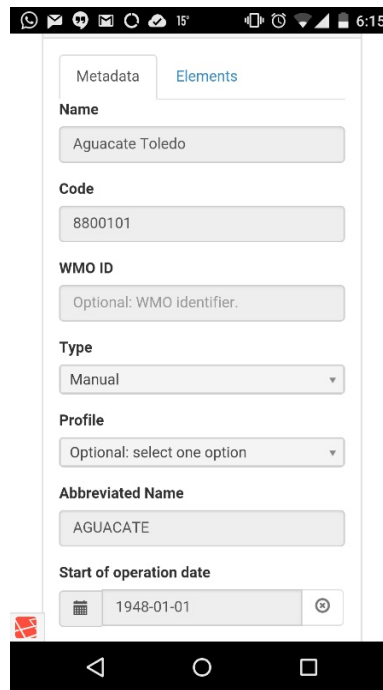 15°
6:15
Metadata
Elements
Name
Aguacate Toledo
Code
8800101
WMO ID
Optional: WMO identifier.
Type
Manual
Profile
Optional: select one option
Abbreviated Name
AGUACATE
Start of operation date
1948-01-01